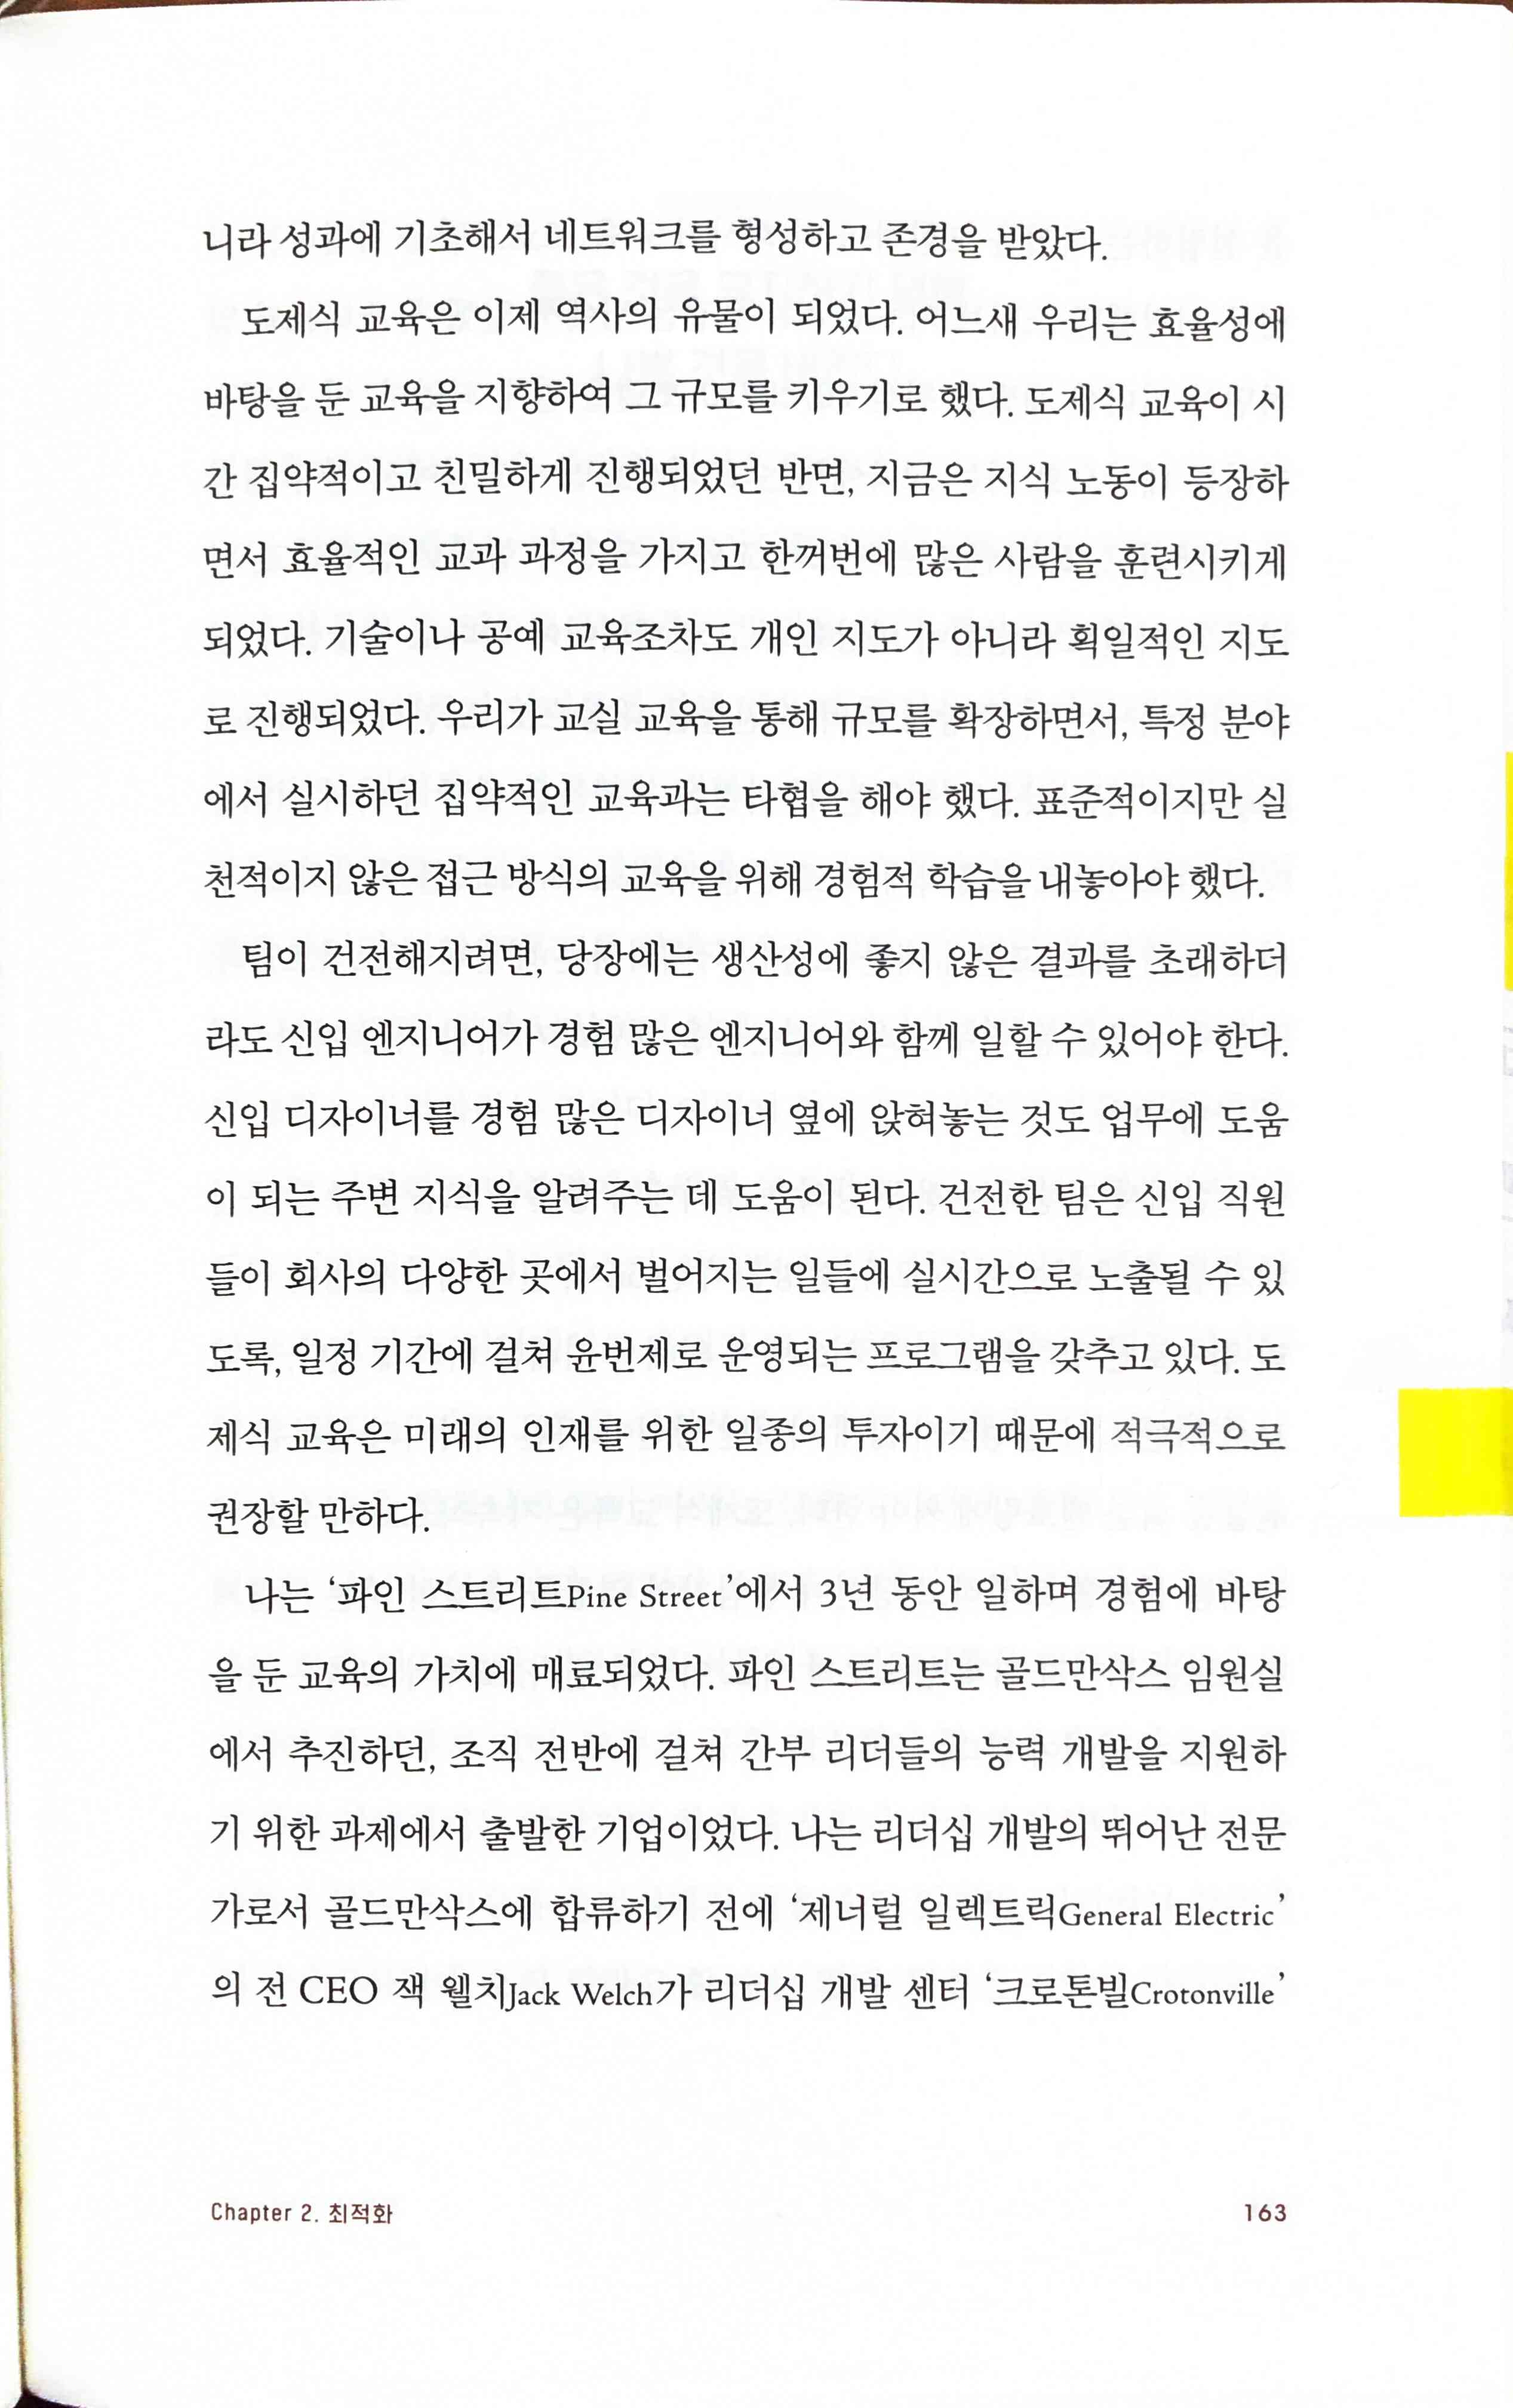 니라 성과에 기초해서 네트워크를 형성하고 존경을 받았다.
도제식 교육은 이제 역사의 유물이 되었다. 어느새 우리는 효율성에
바탕을 둔 교육을 지향하여 그 규모를 키우기로 했다. 도제식 교육이 시
간 집약적이고 친밀하게 진행되었던 반면, 지금은 지식 노동이 등장하
면서 효율적인 교과 과정을 가지고 한꺼번에 많은 사람을 훈련시키게
되었다. 기술이나 공예 교육조차도 개인 지도가 아니라 획일적인 지도
로 진행되었다. 우리가 교실 교육을 통해 규모를 확장하면서, 특정 분야
에서 실시하던 집약적인 교육과는 타협을 해야 했다. 표준적이지만 실
천적이지 않은 접근 방식의 교육을 위해 경험적 학습을 내놓아야 했다.
팀이 건전해지려면, 당장에는 생산성에 좋지 않은 결과를 초래하더
라도 신입 엔지니어가 경험 많은 엔지니어와 함께 일할 수 있어야 한다.
신입 디자이너를 경험 많은 디자이너 옆에 앉혀놓는 것도 업무에 도움
이 되는 주변 지식을 알려주는 데 도움이 된다. 건전한 팀은 신입 직원
들이 회사의 다양한 곳에서 벌어지는 일들에 실시간으로 노출될 수 있
도록, 일정 기간에 걸쳐 윤번제로 운영되는 프로그램을 갖추고 있다. 도
제식 교육은 미래의 인재를 위한 일종의 투자이기 때문에 적극적으로
권장할 만하다.
나는 ‘파인 스트리트Pine Street’에서 3년 동안 일하며 경험에 바탕
을 둔 교육의 가치에 매료되었다. 파인 스트리트는 골드만삭스 임원실
에서 추진하던, 조직 전반에 걸쳐 간부 리더들의 능력 개발을 지원하
기 위한 과제에서 출발한 기업이었다. 나는 리더십 개발의 뛰어난 전문
가로서 골드만삭스에 합류하기 전에 ‘제너럴 일렉트릭General Electric’
의 전 CEO 잭 웰치Jack Welch가 리더십 개발 센터 ‘크로톤빌Crotonville’
Chapter 2. 최적화 163